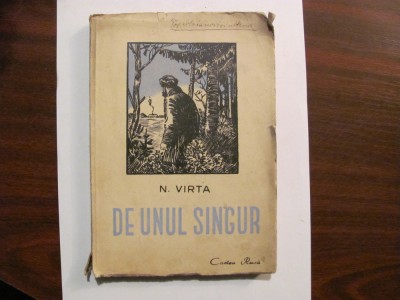 N. VIRTA
DE UNUL SINGUR
Cartea Rusă